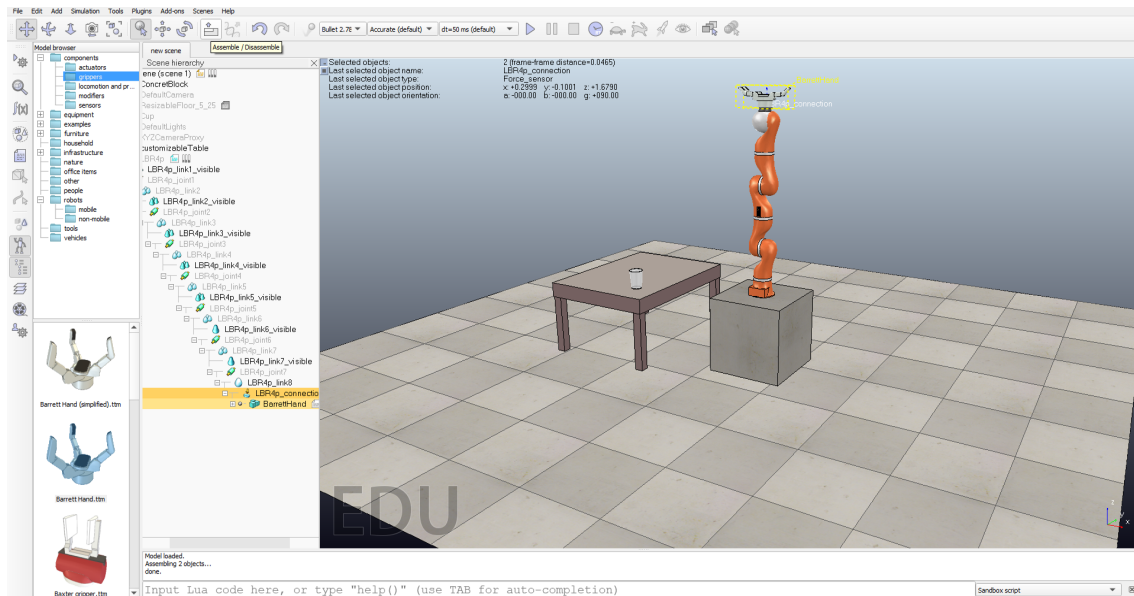 File Edit Add Simulation Tools Plugins Add-ons Scenes Help
Bullet 2.78 Accurate (default) dt=50 ms (default)
Assemble / Disassemble
Model browser
components
actuators
grippers
locomotion and pr...
modifiers
sensors
equipment
examples
furniture
household
infrastructure
nature
office items
other
people
robots
mobile
non-mobile
tools
vehicles
Barrett Hand (simplified).ttm
Barrett Hand.ttm
Baxter gripper.ttm
new scene
Scene hierarchy
ene (scene 1)
ConcretBlock
DefaultCamera
ResizableFloor_5_25
Cup
DefaultLights
XYZCameraProxy
customizableTable
LBR4p
LBR4p_link1_visible
LBR4p_joint1
LBR4p_link2
LBR4p_link2_visible
LBR4p_joint2
LBR4p_link3
LBR4p_link3_visible
LBR4p_joint3
LBR4p_link4
LBR4p_link4_visible
LBR4p_joint4
LBR4p_link5
LBR4p_link5_visible
LBR4p_joint5
LBR4p_link6
LBR4p_link6_visible
LBR4p_joint6
LBR4p_link7
LBR4p_link7_visible
LBR4p_joint7
LBR4p_link8
LBR4p_connectio
BarrettHand
Selected objects: 2 (frame-frame distance=0.0465)
Last selected object name: LBR4p_connection
Last selected object type: Force_sensor
Last selected object position: x: +0.2999 y: -0.1001 z: +1.6790
Last selected object orientation: a: -000.00 b: -000.00 g: +090.00
BarrettHand
LBR4p_connection
EDU
z
y
x
Model loaded.
Assembling 2 objects...
done.
Input Lua code here, or type "help()" (use TAB for auto-completion)
Sandbox script